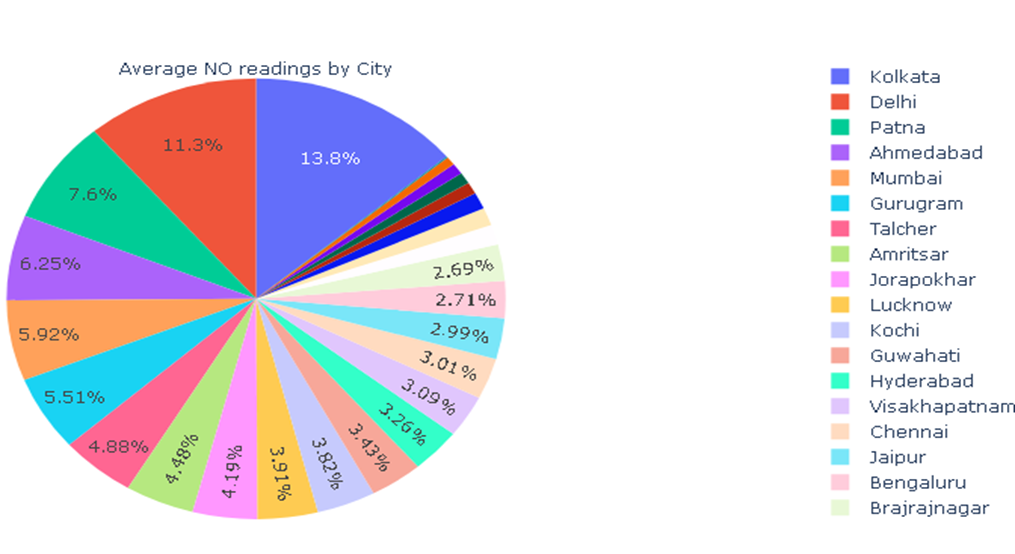 Average NO readings by City
13.8%
11.3%
7.6%
6.25%
5.92%
5.51%
4.88%
4.48%
4.19%
3.91%
3.82%
3.43%
3.26%
3.09%
3.01%
2.99%
2.71%
2.69%
Kolkata
Delhi
Patna
Ahmedabad
Mumbai
Gurugram
Talcher
Amritsar
Jorapokhar
Lucknow
Kochi
Guwahati
Hyderabad
Visakhapatnam
Chennai
Jaipur
Bengaluru
Brajrajnagar